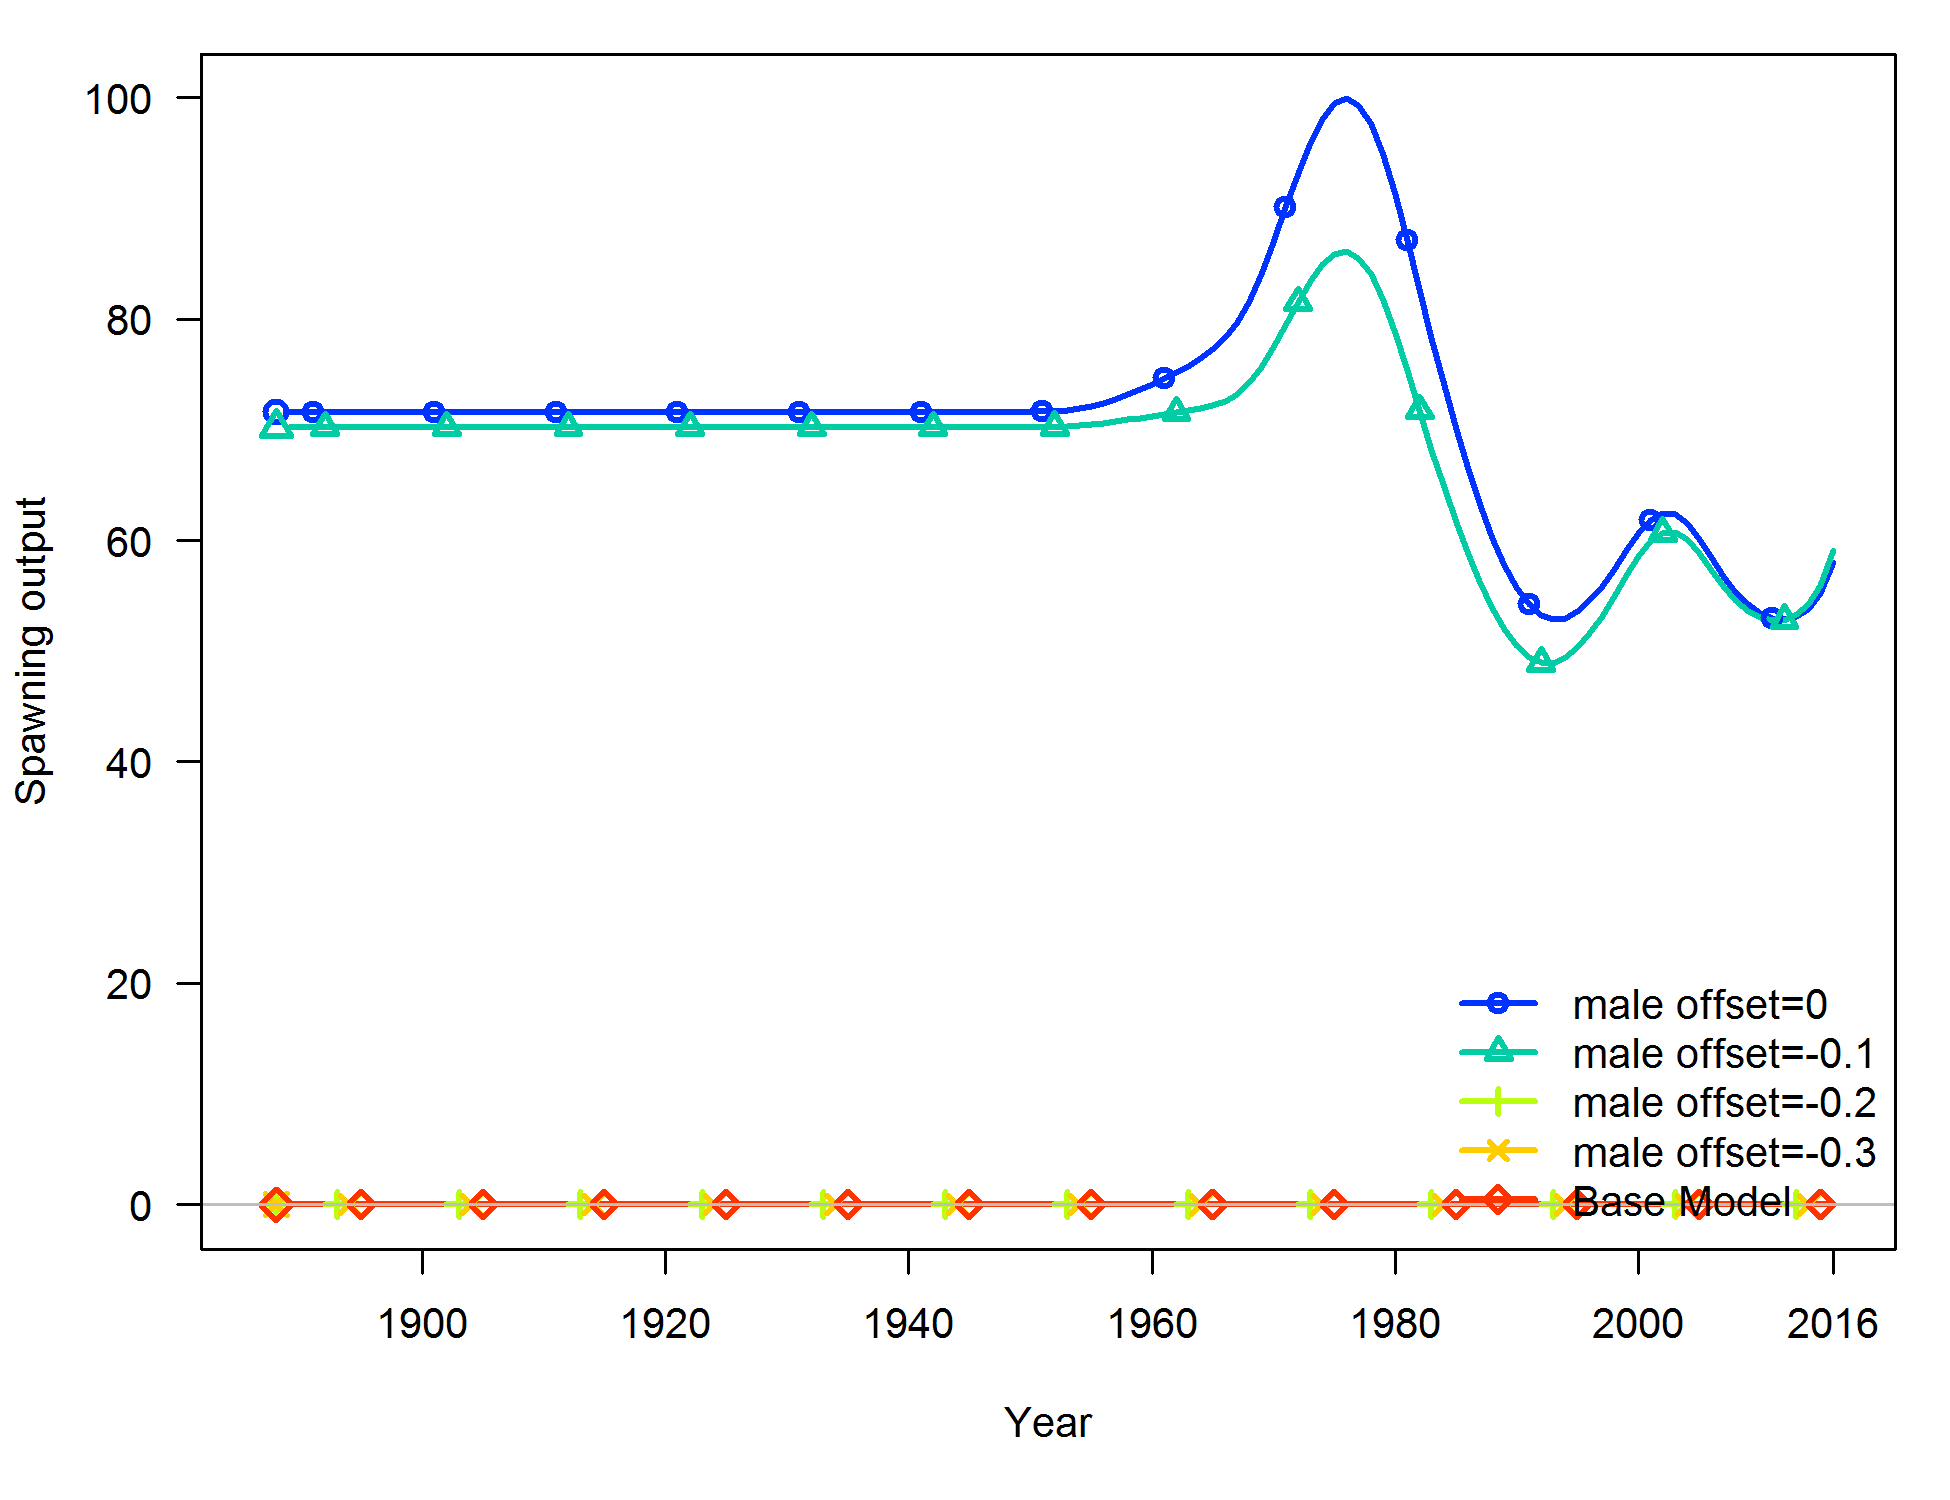 100
80
60
40
20
0
Spawning output
male offset=0
male offset=-0.1
male offset=-0.2
male offset=-0.3
Base Model
1900 1920 1940 1960 1980 2000 2016
Year